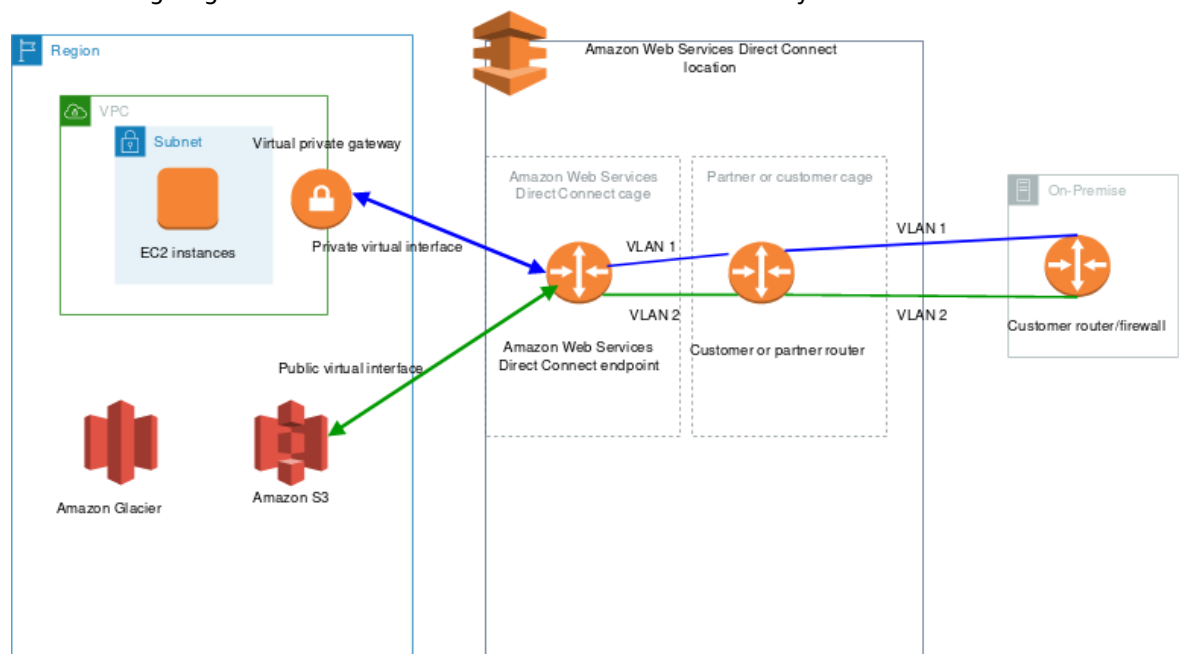 Region
Amazon Web Services Direct Connect
location
VPC
Subnet
Virtual private gateway
EC2 instances
Private virtual interface
Amazon Web Services
Direct Connect cage
Partner or customer cage
On-Premise
VLAN 1
VLAN 1
VLAN 2
VLAN 2
Customer router/firewall
Amazon Web Services
Direct Connect endpoint
Customer or partner router
Public virtual interface
Amazon Glacier
Amazon S3